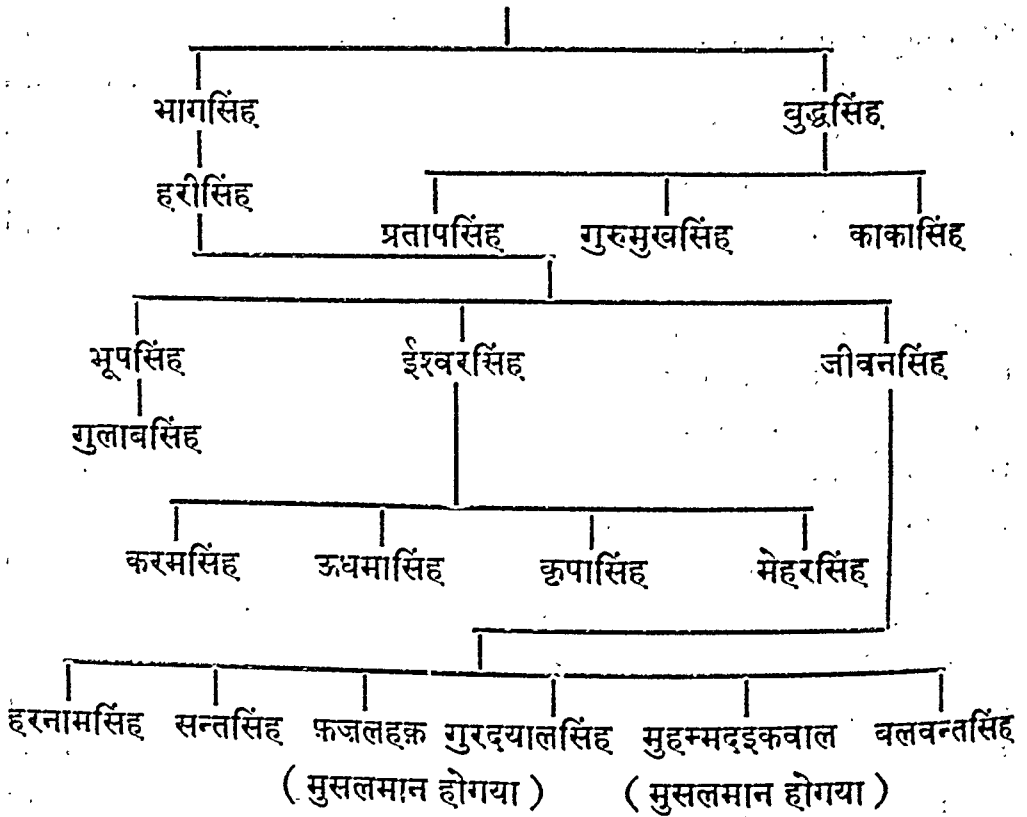 भागसिंह वुद्धसिंह
हरीसिंह
प्रतापसिंह गुरुमुखसिंह काकासिंह
भूपसिंह ईश्वरसिंह जीवनसिंह
गुलाबसिंह
करमसिंह ऊधमासिंह कृपासिंह मेहरसिंह
हरनामसिंह सन्तसिंह फ़ज़लहक़ गुरदयालसिंह मुहम्मदइकवाल वलवन्तसिंह
( मुसलमान होगया ) ( मुसलमान होगया )